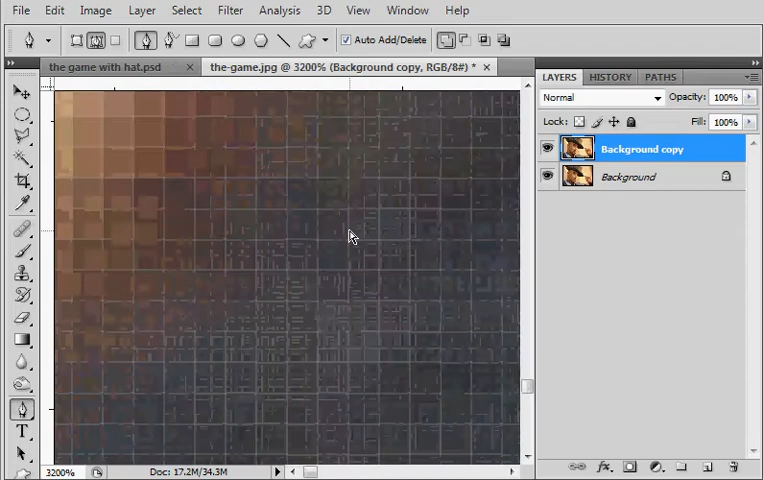 File Edit Image Layer Select Filter Analysis 3D View Window Help
Auto Add/Delete
the game with hat.psd × the-game.jpg @ 3200% (Background copy, RGB/8#) * ×
LAYERS HISTORY PATHS
Normal Opacity: 100%
Lock: Fill: 100%
Background copy
Background
T
3200% Doc: 17.2M/34.3M